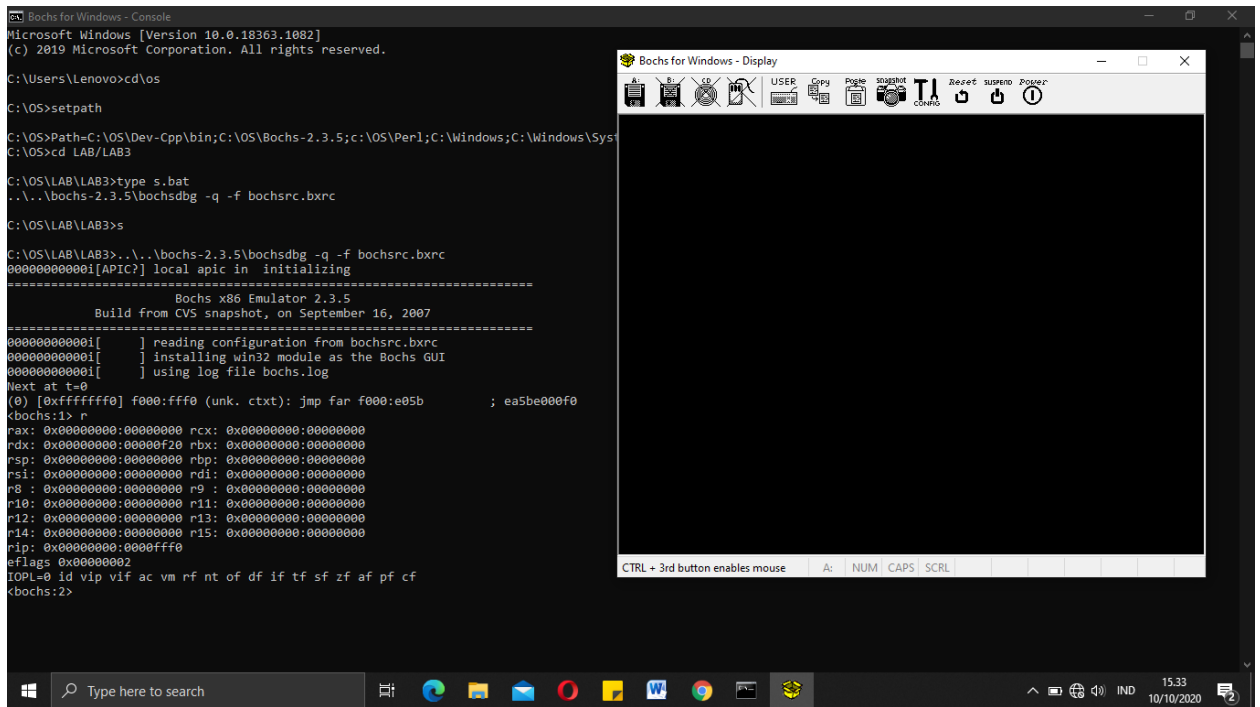 Bochs for Windows - Console
Microsoft Windows [Version 10.0.18363.1082]
(c) 2019 Microsoft Corporation. All rights reserved.
C:\Users\Lenovo>cd\os
C:\OS>setpath
C:\OS>Path=C:\OS\Dev-Cpp\bin;C:\OS\Bochs-2.3.5;c:\OS\Perl;C:\Windows;C:\Windows\Syst
C:\OS>cd LAB/LAB3
C:\OS\LAB\LAB3>type s.bat
..\..\bochs-2.3.5\bochsdbg -q -f bochsrc.bxrc
C:\OS\LAB\LAB3>s
C:\OS\LAB\LAB3>..\..\bochs-2.3.5\bochsdbg -q -f bochsrc.bxrc
00000000000i[APIC?] local apic in  initializing
========================================================================
Bochs x86 Emulator 2.3.5
Build from CVS snapshot, on September 16, 2007
========================================================================
00000000000i[     ] reading configuration from bochsrc.bxrc
00000000000i[     ] installing win32 module as the Bochs GUI
00000000000i[     ] using log file bochs.log
Next at t=0
(0) [0xfffffff0] f000:fff0 (unk. ctxt): jmp far f000:e05b          ; ea5be000f0
<bochs:1> r
rax: 0x00000000:00000000 rcx: 0x00000000:00000000
rdx: 0x00000000:00000f20 rbx: 0x00000000:00000000
rsp: 0x00000000:00000000 rbp: 0x00000000:00000000
rsi: 0x00000000:00000000 rdi: 0x00000000:00000000
r8 : 0x00000000:00000000 r9 : 0x00000000:00000000
r10: 0x00000000:00000000 r11: 0x00000000:00000000
r12: 0x00000000:00000000 r13: 0x00000000:00000000
r14: 0x00000000:00000000 r15: 0x00000000:00000000
rip: 0x00000000:0000fff0
eflags 0x00000002
IOPL=0 id vip vif ac vm rf nt of df if tf sf zf af pf cf
<bochs:2>
Bochs for Windows - Display
A: B: CD USER Copy Paste snapshot CONFIG Reset SUSPEND Power
CTRL + 3rd button enables mouse A: NUM CAPS SCRL
Type here to search
IND
15.33
10/10/2020
2